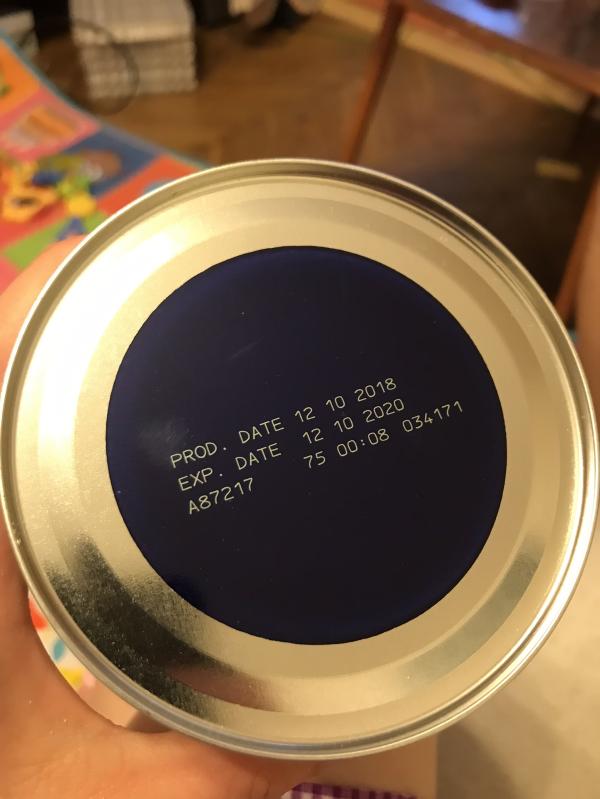 PROD. DATE 12 10 2018
EXP. DATE 12 10 2020
A87217 75 00:08 034171